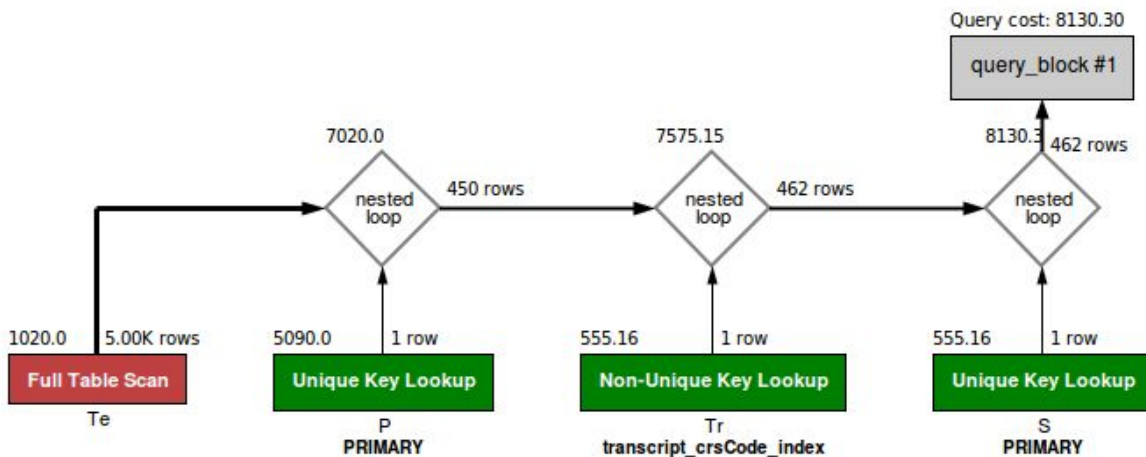 Query cost: 8130.30
query_block #1
7020.0
7575.15
8130.3
462 rows
nested
loop
450 rows
nested
loop
462 rows
nested
loop
1020.0
5.00K rows
5090.0
1 row
555.16
1 row
555.16
1 row
Full Table Scan
Unique Key Lookup
Non-Unique Key Lookup
Unique Key Lookup
Te
P
Tr
S
PRIMARY
transcript_crsCode_index
PRIMARY